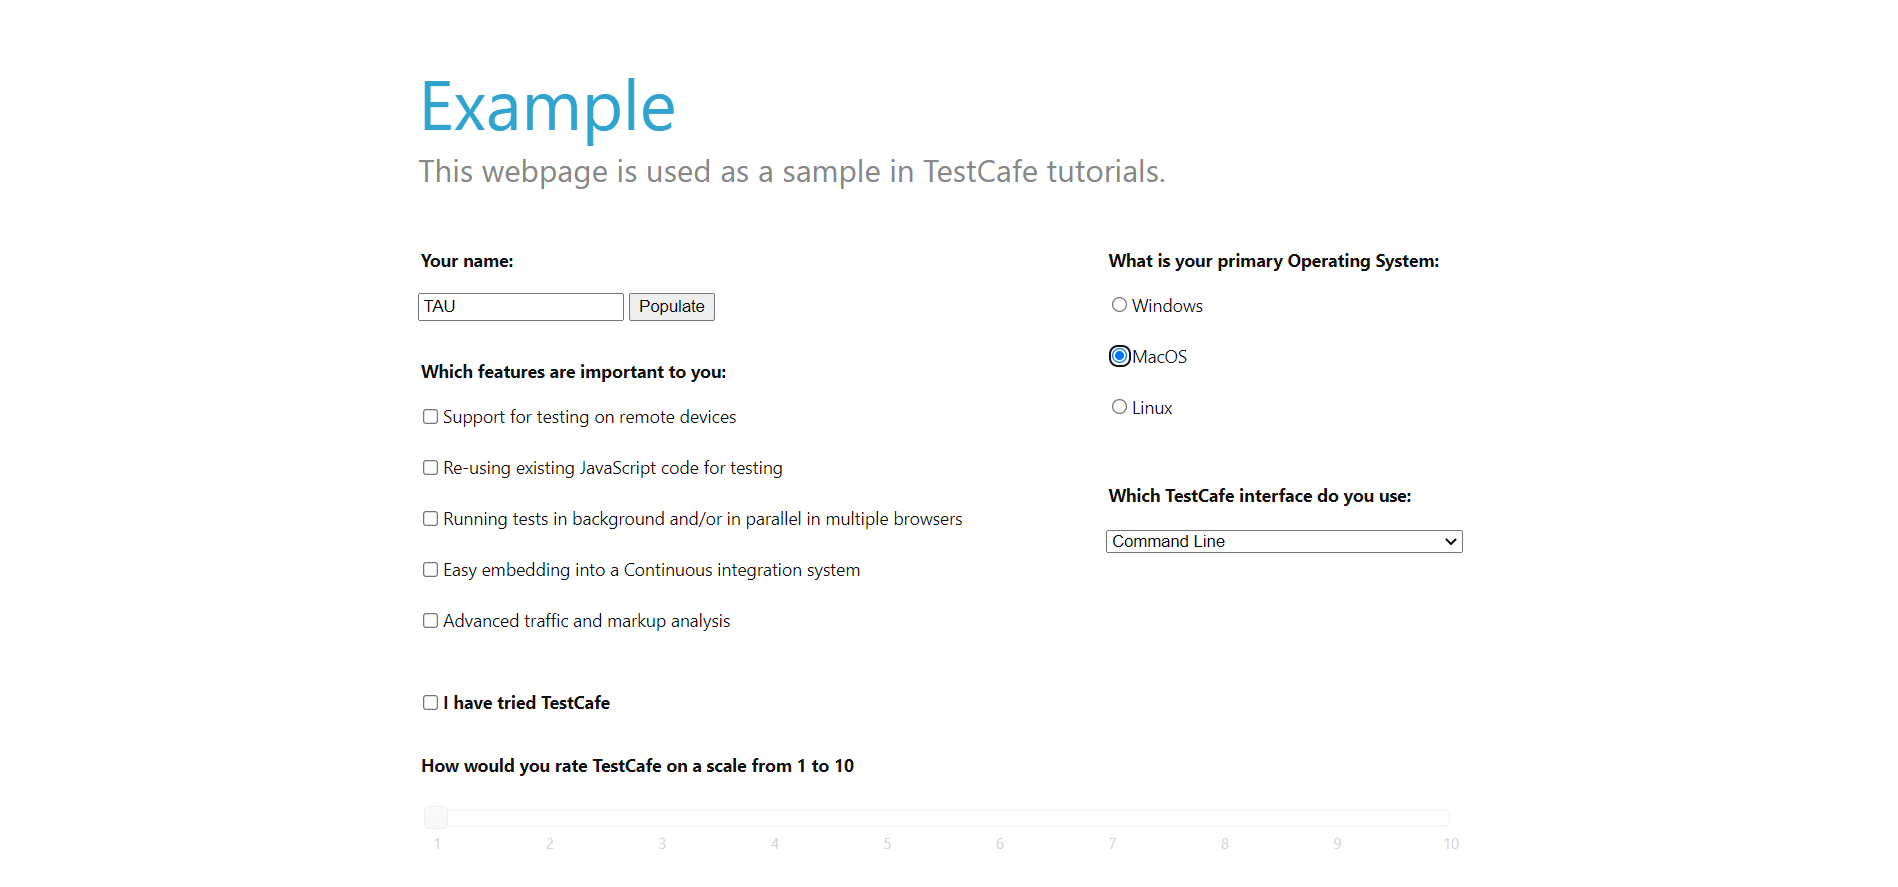 Example
This webpage is used as a sample in TestCafe tutorials.
Your name:
TAU
Populate
Which features are important to you:
Support for testing on remote devices
Re-using existing JavaScript code for testing
Running tests in background and/or in parallel in multiple browsers
Easy embedding into a Continuous integration system
Advanced traffic and markup analysis
What is your primary Operating System:
Windows
MacOS
Linux
Which TestCafe interface do you use:
Command Line
I have tried TestCafe
How would you rate TestCafe on a scale from 1 to 10
1 2 3 4 5 6 7 8 9 10